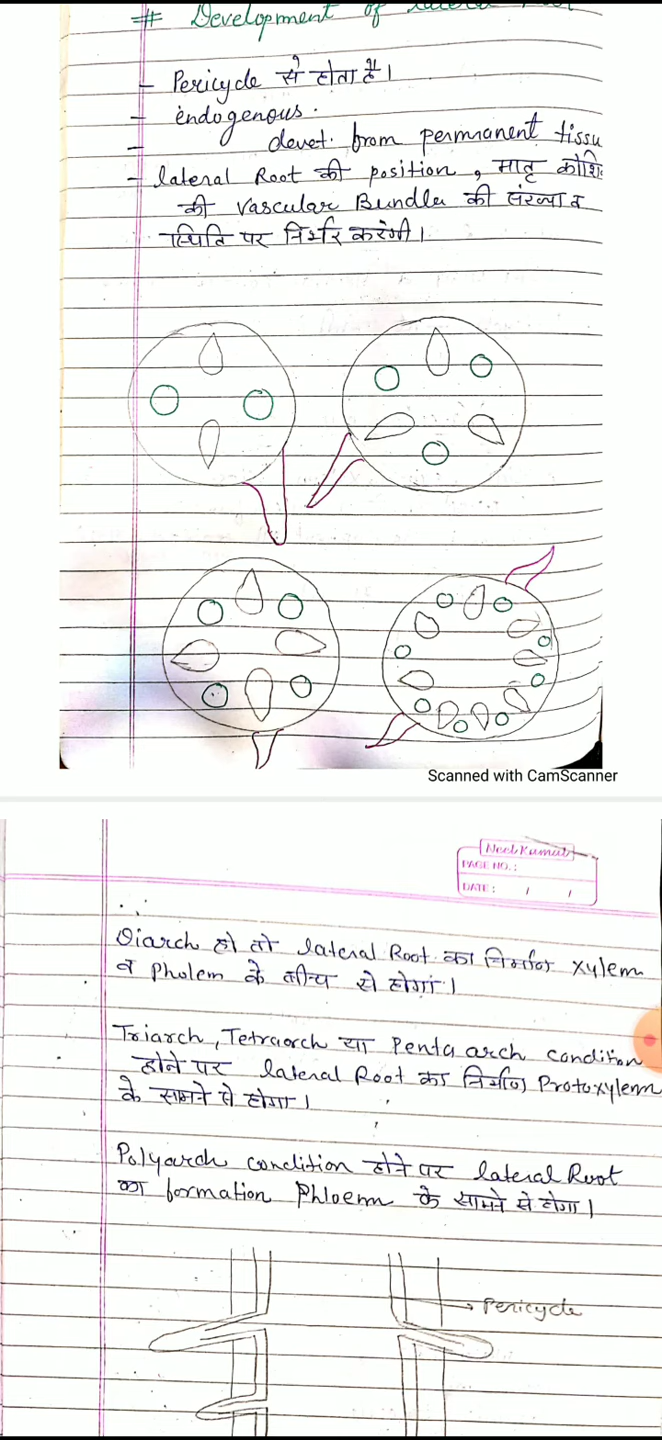 # Development of lateral Root
- Pericycle से होता है।
- endogenous.
- devet. from permanent tissu
- lateral Root की position, मातृ कोशि
की vascular Bundle की संख्या व
स्थिति पर निर्भर करेगी।
Scanned with CamScanner
Neel Kumar
PAGE NO.:
DATE: / /
Diarch हो तो lateral Root का निर्माण xylem
व Pholem के बीच से होगा।
Triarch, Tetraarch या Penta arch condition
होने पर lateral Root का निर्माण Protoxylem
के सामने से होगा।
Polyarch condition होने पर lateral Root
का formation Phloem के सामने से होगा।
Pericycle